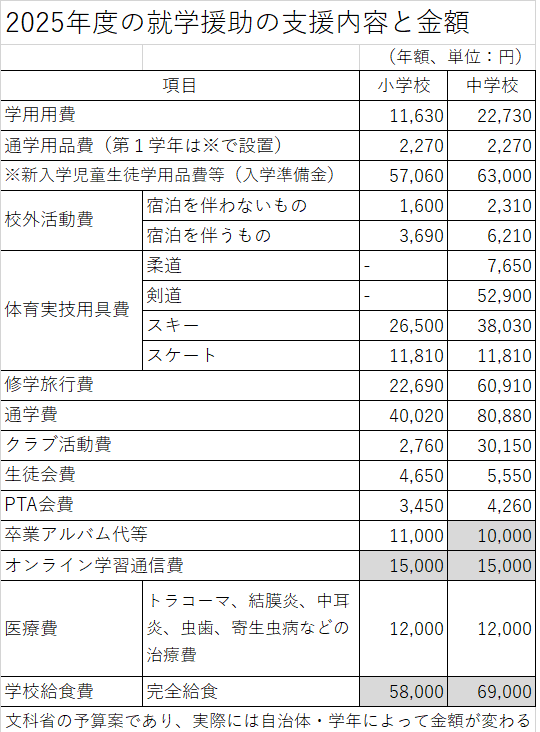 2025年度の就学援助の支援内容と金額
（年額、単位：円）
項目 小学校 中学校
学用用費 11,630 22,730
通学用品費（第１学年は※で設置） 2,270 2,270
※新入学児童生徒学用品費等（入学準備金） 57,060 63,000
校外活動費 宿泊を伴わないもの 1,600 2,310
宿泊を伴うもの 3,690 6,210
体育実技用具費 柔道 - 7,650
剣道 - 52,900
スキー 26,500 38,030
スケート 11,810 11,810
修学旅行費 22,690 60,910
通学費 40,020 80,880
クラブ活動費 2,760 30,150
生徒会費 4,650 5,550
PTA会費 3,450 4,260
卒業アルバム代等 11,000 10,000
オンライン学習通信費 15,000 15,000
医療費 トラコーマ、結膜炎、中耳
炎、虫歯、寄生虫病などの 12,000 12,000
治療費
学校給食費 完全給食 58,000 69,000
文科省の予算案であり、実際には自治体・学年によって金額が変わる